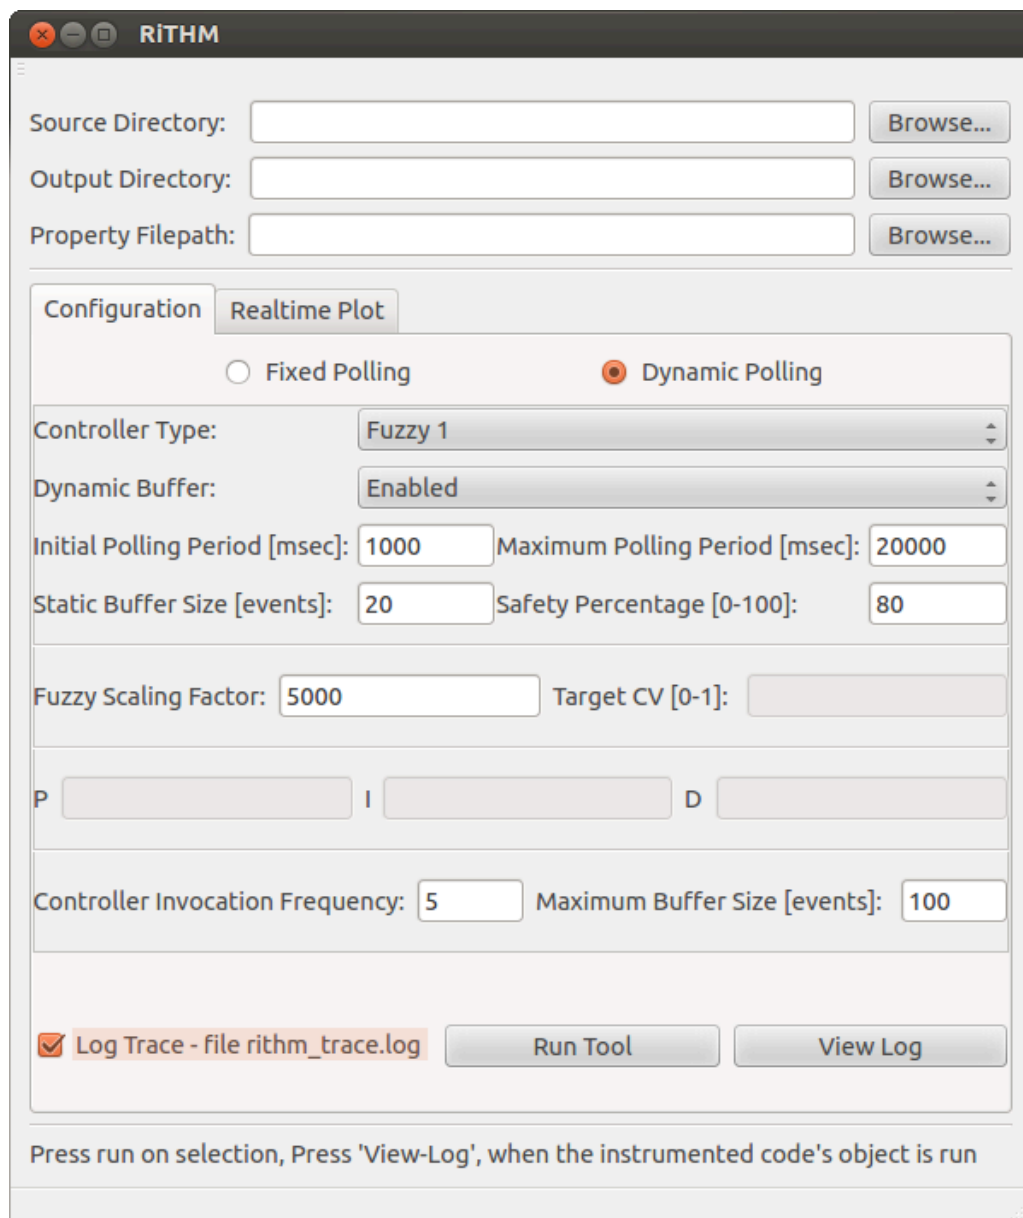 RiTHM
Source Directory: Browse...
Output Directory: Browse...
Property Filepath: Browse...
Configuration Realtime Plot
Fixed Polling Dynamic Polling
Controller Type: Fuzzy 1
Dynamic Buffer: Enabled
Initial Polling Period [msec]: 1000 Maximum Polling Period [msec]: 20000
Static Buffer Size [events]: 20 Safety Percentage [0-100]: 80
Fuzzy Scaling Factor: 5000 Target CV [0-1]:
P I D
Controller Invocation Frequency: 5 Maximum Buffer Size [events]: 100
Log Trace - file rithm_trace.log Run Tool View Log
Press run on selection, Press 'View-Log', when the instrumented code's object is run